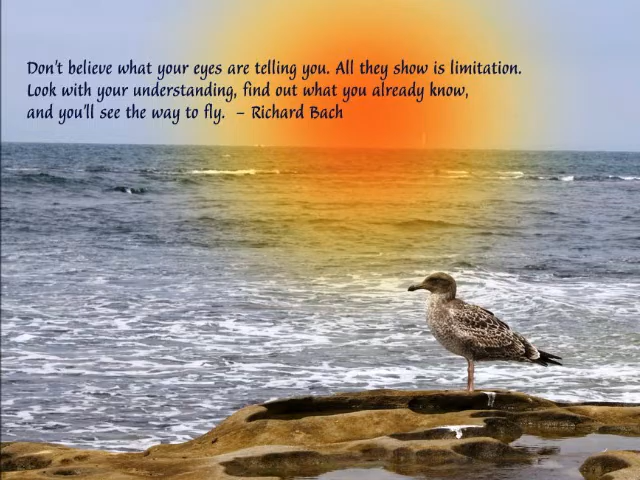 Don't believe what your eyes are telling you. All they show is limitation.
Look with your understanding, find out what you already know,
and you'll see the way to fly. – Richard Bach